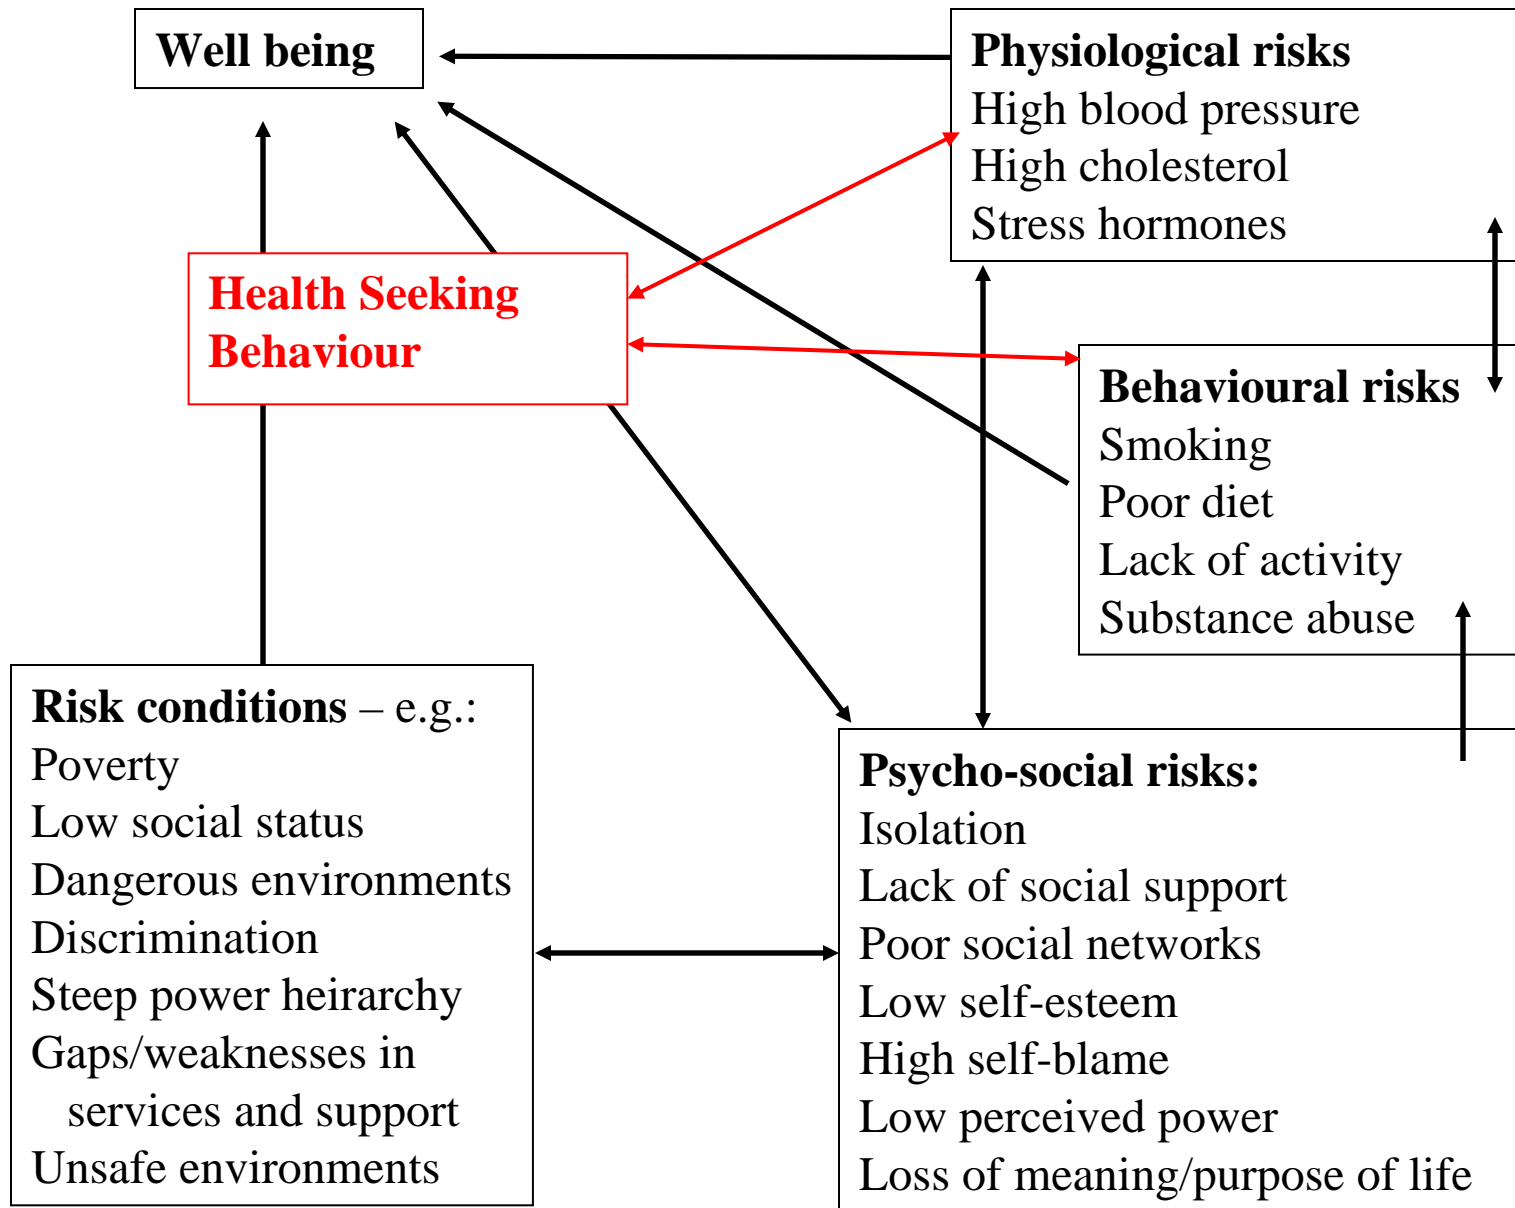 Well being
Physiological risks
High blood pressure
High cholesterol
Stress hormones
Health Seeking
Behaviour
Behavioural risks
Smoking
Poor diet
Lack of activity
Substance abuse
Risk conditions – e.g.:
Poverty
Low social status
Dangerous environments
Discrimination
Steep power heirarchy
Gaps/weaknesses in
services and support
Unsafe environments
Psycho-social risks:
Isolation
Lack of social support
Poor social networks
Low self-esteem
High self-blame
Low perceived power
Loss of meaning/purpose of life